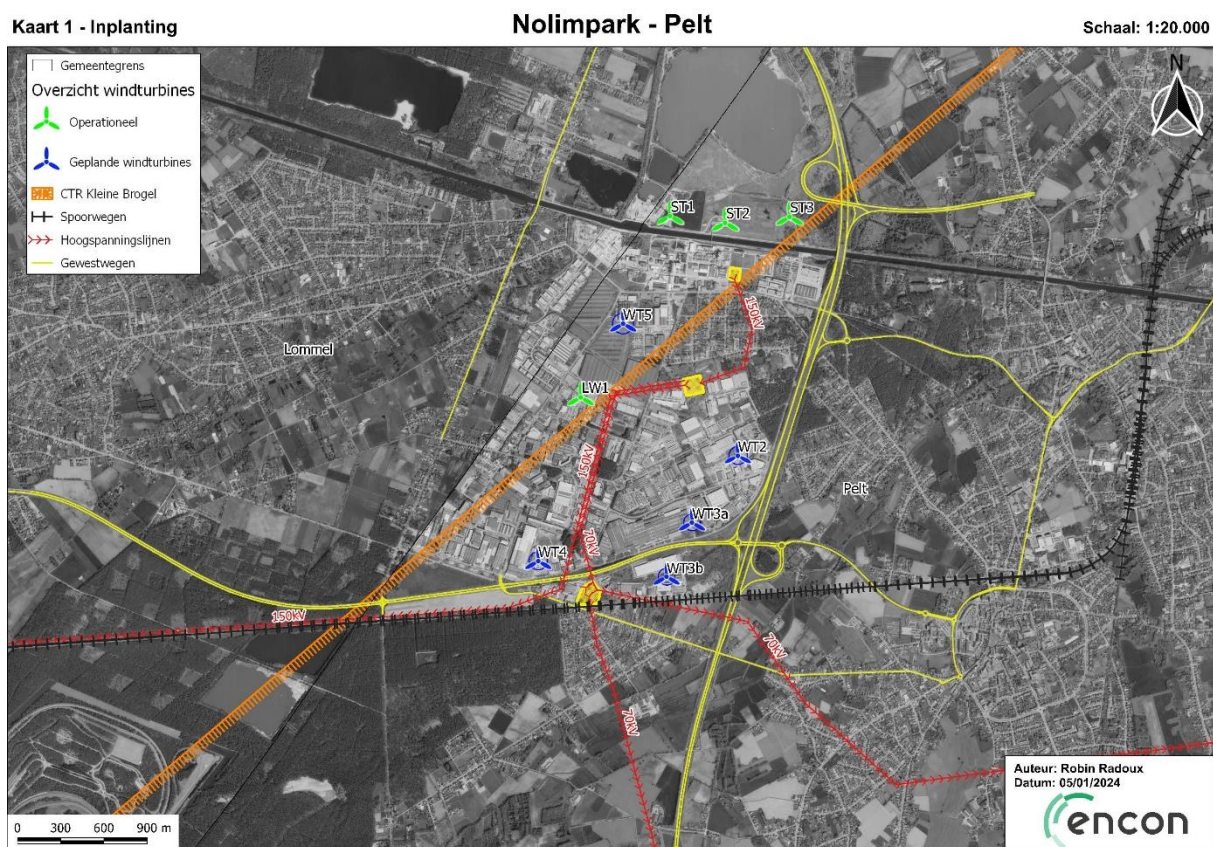 Kaart 1 - Inplanting
Nolimpark - Pelt
Schaal: 1:20.000
Gemeentegrens
Overzicht windturbines
Operationeel
Geplande windturbines
CTR Kleine Brogel
Spoorwegen
Hoogspanningslijnen
Gewestwegen
N
ST1
ST2
ST3
150kV
WT5
Lommel
LW1
150kV
WT2
Pelt
WT3a
70kV
WT4
WT3b
150kV
70kV
70kV
Auteur: Robin Radoux
Datum: 05/01/2024
encon
0 300 600 900 m